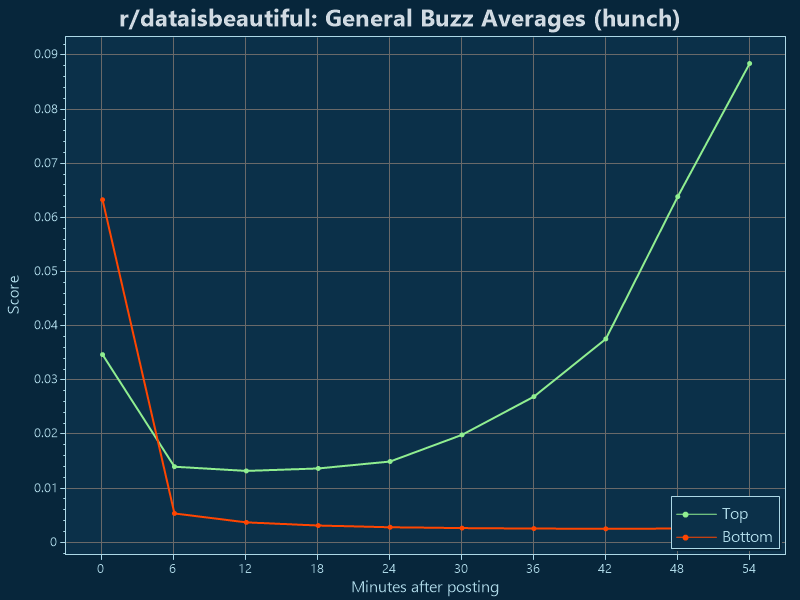 r/dataisbeautiful: General Buzz Averages (hunch)
0.09
0.08
0.07
0.06
0.05
0.04
0.03
0.02
0.01
0
Score
Top
Bottom
0 6 12 18 24 30 36 42 48 54
Minutes after posting